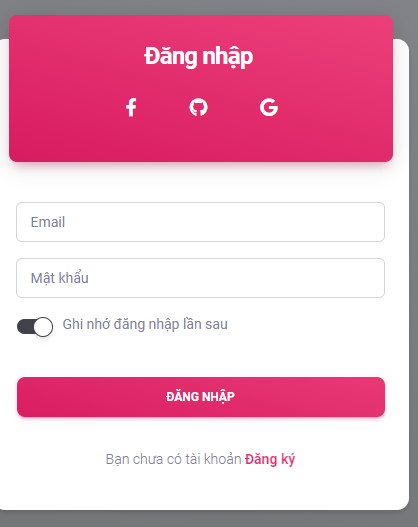 Đăng nhập
Email
Mật khẩu
Ghi nhớ đăng nhập lần sau
ĐĂNG NHẬP
Bạn chưa có tài khoản Đăng ký